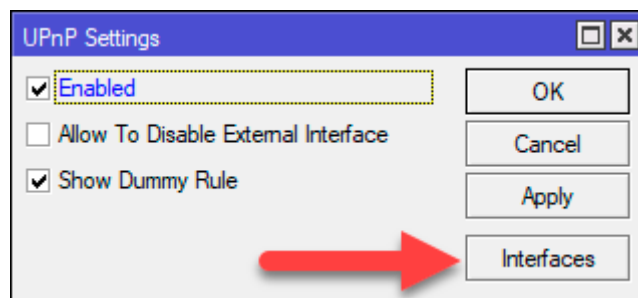 UPnP Settings
Enabled
OK
Allow To Disable External Interface
Cancel
Show Dummy Rule
Apply
Interfaces